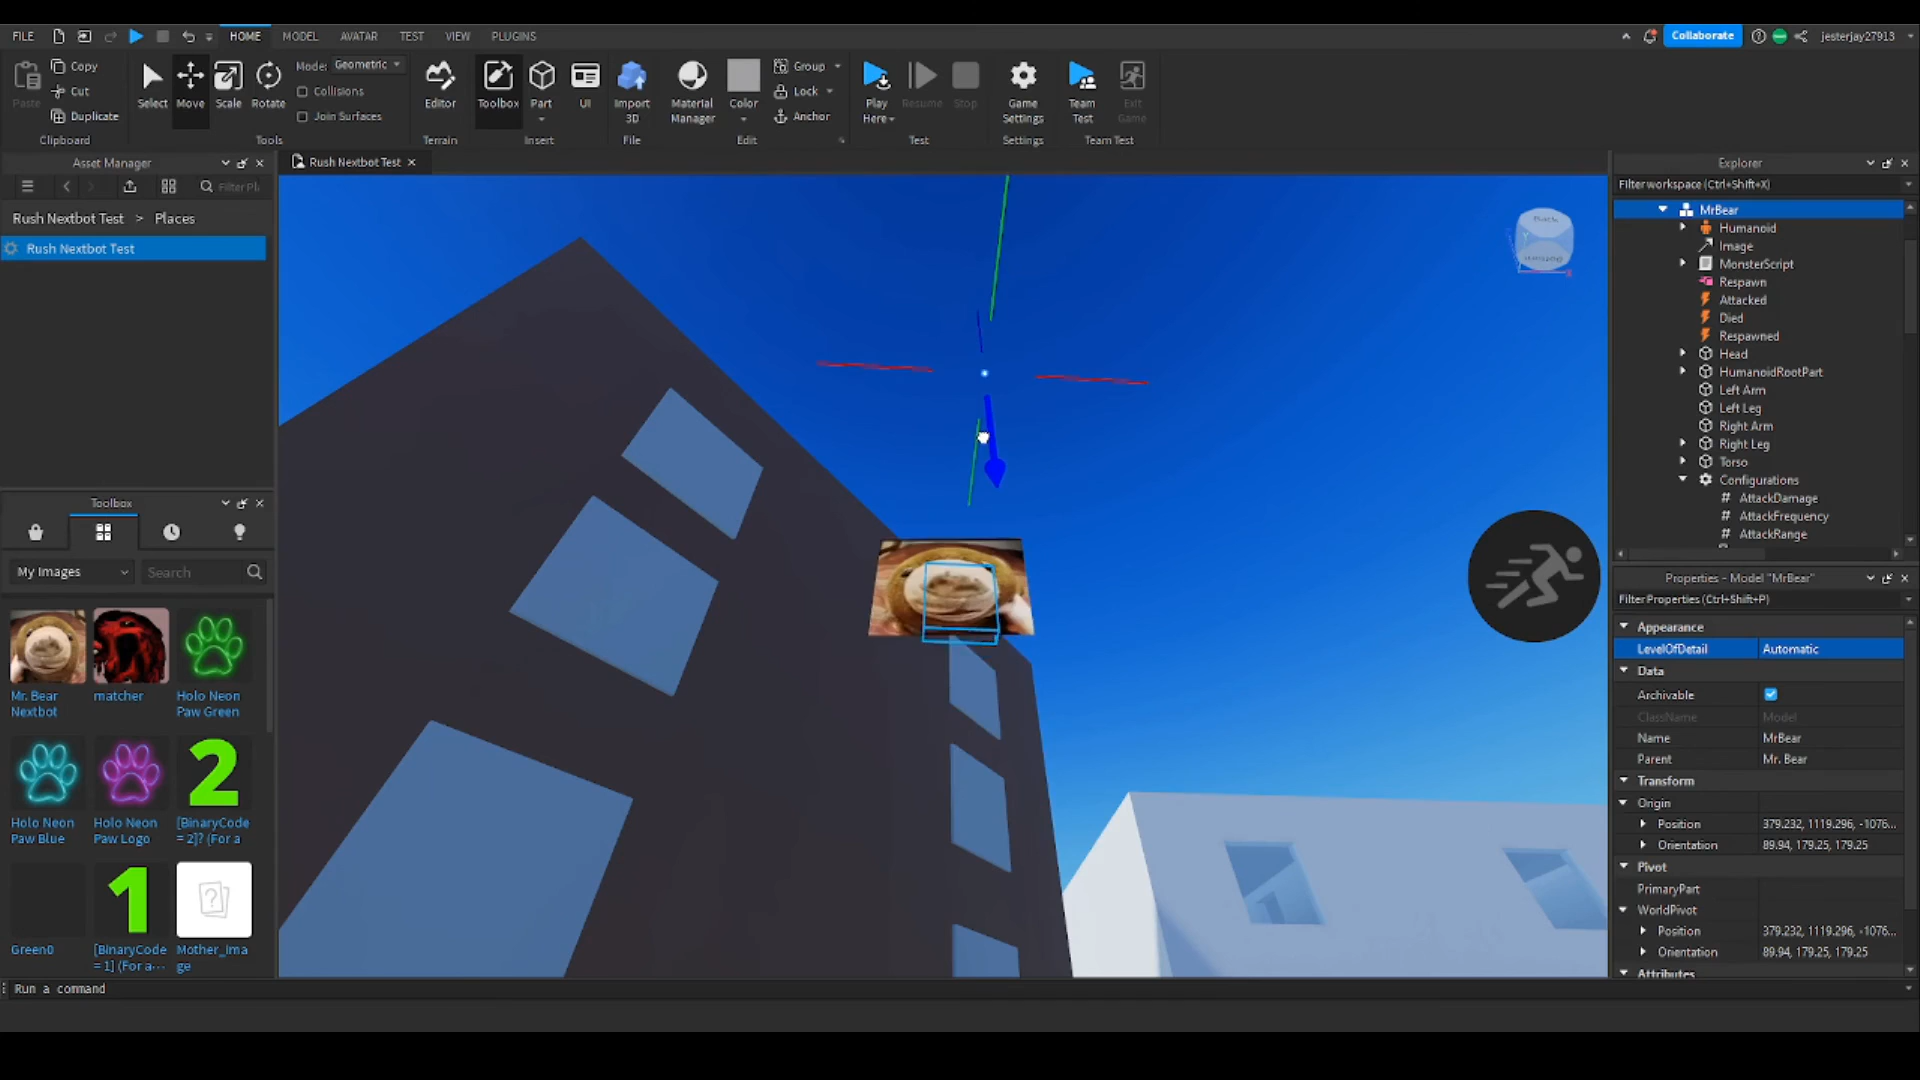 FILE
HOME
MODEL
AVATAR
TEST
VIEW
PLUGINS
Collaborate
jesterjay27913
Paste
Copy
Cut
Duplicate
Clipboard
Select
Move
Scale
Rotate
Mode: Geometric
Collisions
Join Surfaces
Tools
Editor
Terrain
Toolbox
Part
UI
Insert
Import
3D
File
Material
Manager
Color
Group
Lock
Anchor
Edit
Play
Here
Resume
Stop
Test
Game
Settings
Settings
Team
Test
Exit
Game
Team Test
Asset Manager
Filter Pl
Rush Nextbot Test > Places
Rush Nextbot Test
Toolbox
My Images
Search
Mr. Bear
Nextbot
matcher
Holo Neon
Paw Green
Holo Neon
Paw Blue
Holo Neon
Paw Logo
2
[BinaryCode
= 2]? (For a
Green0
1
[BinaryCode
= 1] (For a...
?
Mother_Ima
ge
Rush Nextbot Test
Back
Explorer
Filter workspace (Ctrl+Shift+X)
MrBear
Humanoid
Image
MonsterScript
Respawn
Attacked
Died
Respawned
Head
HumanoidRootPart
Left Arm
Left Leg
Right Arm
Right Leg
Torso
Configurations
# AttackDamage
# AttackFrequency
# AttackRange
Properties - Model "MrBear"
Filter Properties (Ctrl+Shift+P)
Appearance
LevelOfDetail Automatic
Data
Archivable
ClassName Model
Name MrBear
Parent Mr. Bear
Transform
Origin
Position 379.232, 1119.296, -1076...
Orientation 89.94, 179.25, 179.25
Pivot
PrimaryPart
WorldPivot
Position 379.232, 1119.296, -1076...
Orientation 89.94, 179.25, 179.25
Attributes
Run a command